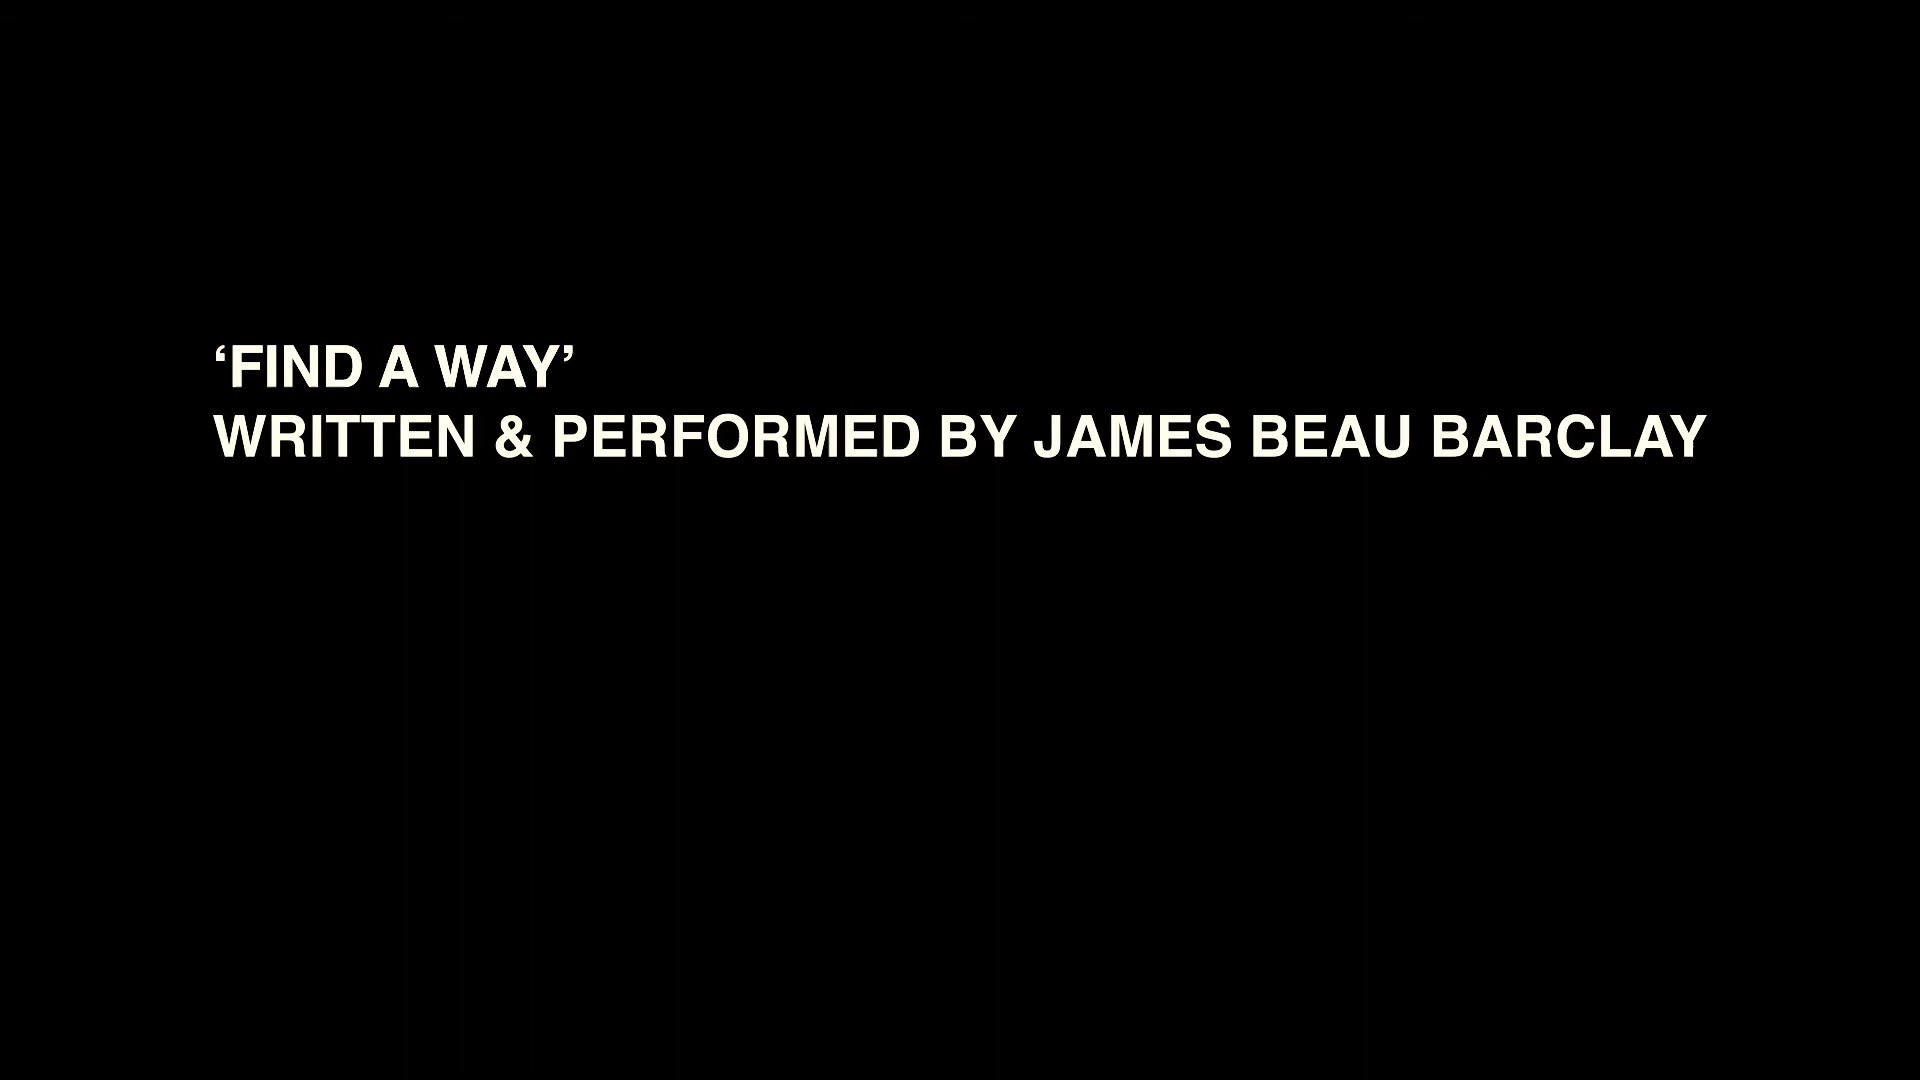 ‘FIND A WAY’
WRITTEN & PERFORMED BY JAMES BEAU BARCLAY